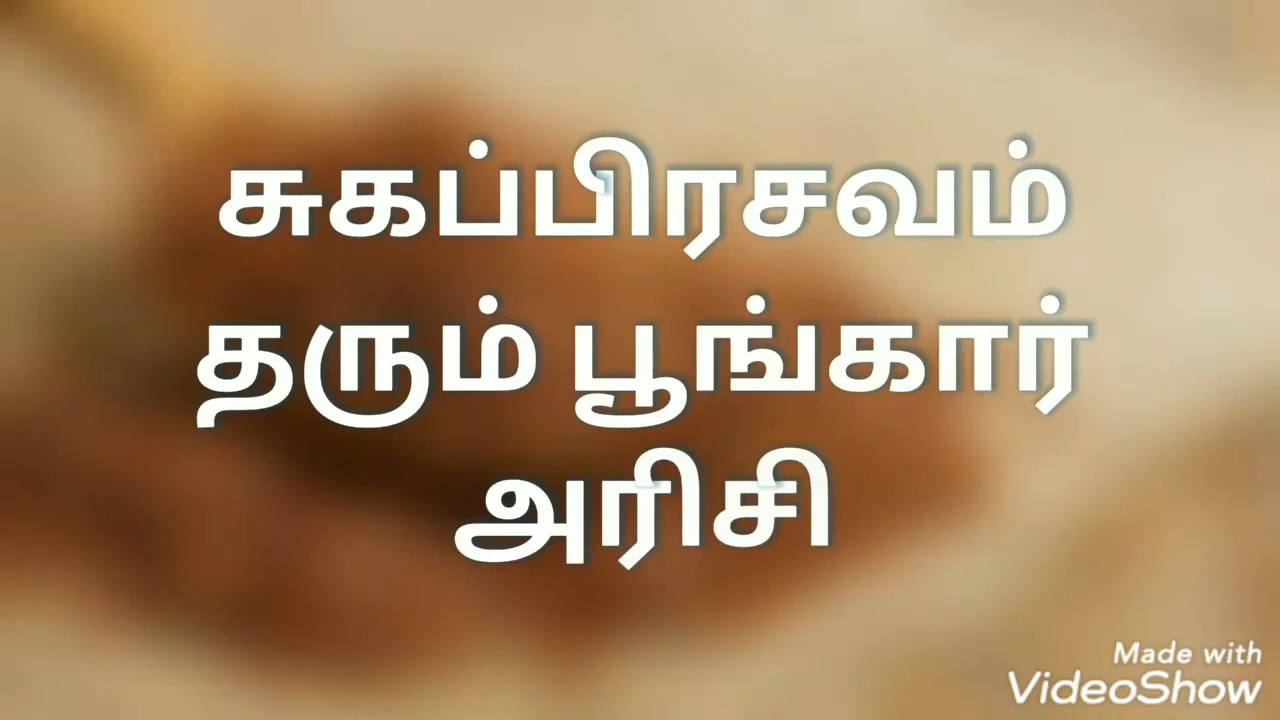 சுகப்பிரசவம்
தரும் பூங்கார்
அரிசி
Made with
VideoShow